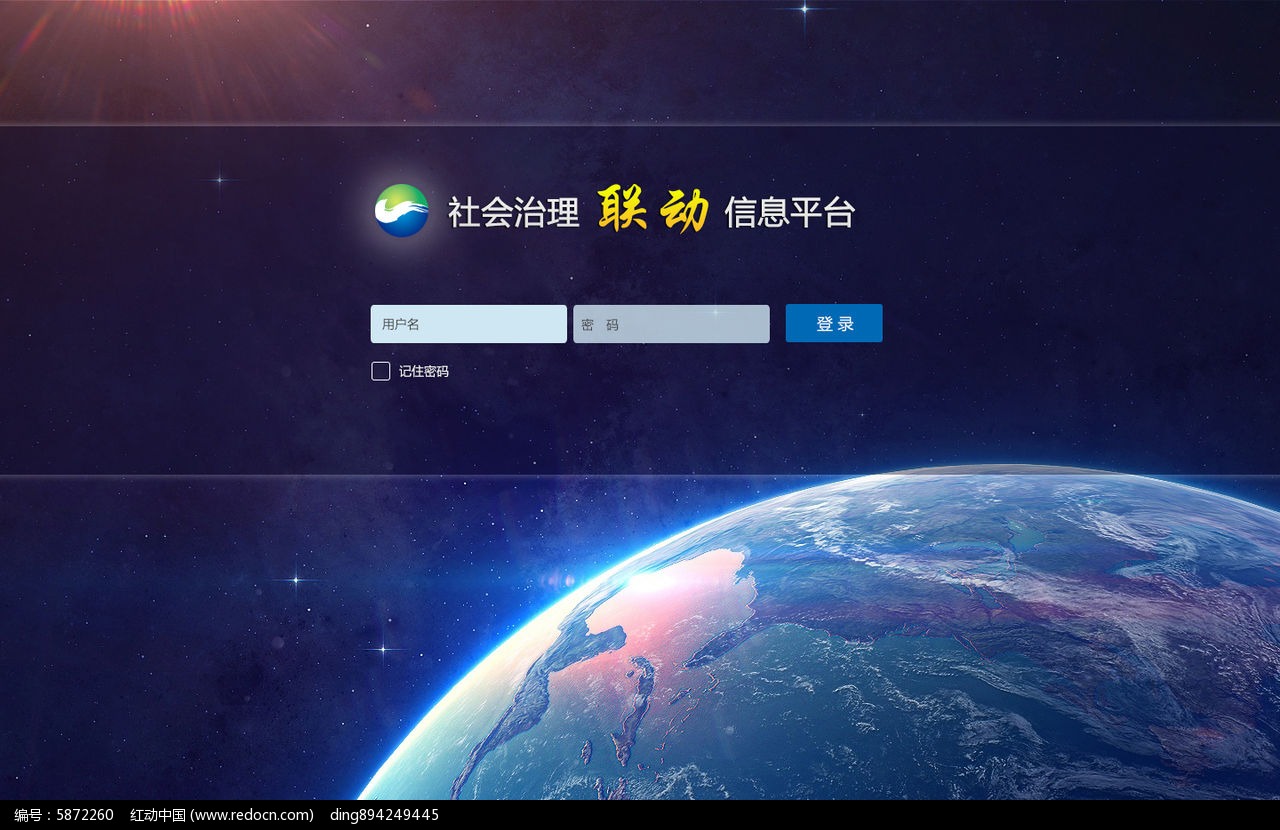 社会治理 联动 信息平台
用户名 密 码 登 录
记住密码
编号：5872260 红动中国 (www.redocn.com) ding894249445